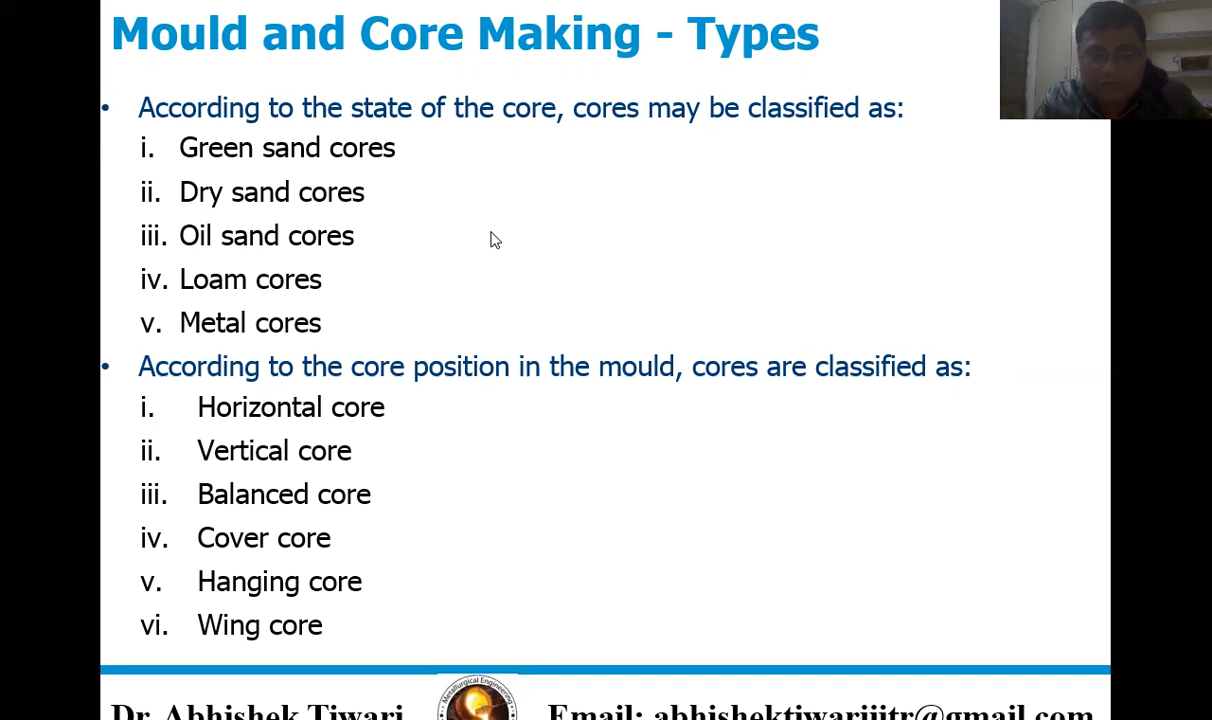 Mould and Core Making - Types
• According to the state of the core, cores may be classified as:
i. Green sand cores
ii. Dry sand cores
iii. Oil sand cores
iv. Loam cores
v. Metal cores
• According to the core position in the mould, cores are classified as:
i. Horizontal core
ii. Vertical core
iii. Balanced core
iv. Cover core
v. Hanging core
vi. Wing core
Metallurgical Engineering
Dr. Abhishek Tiwari
Email: abhishektiwariiitr@gmail.com